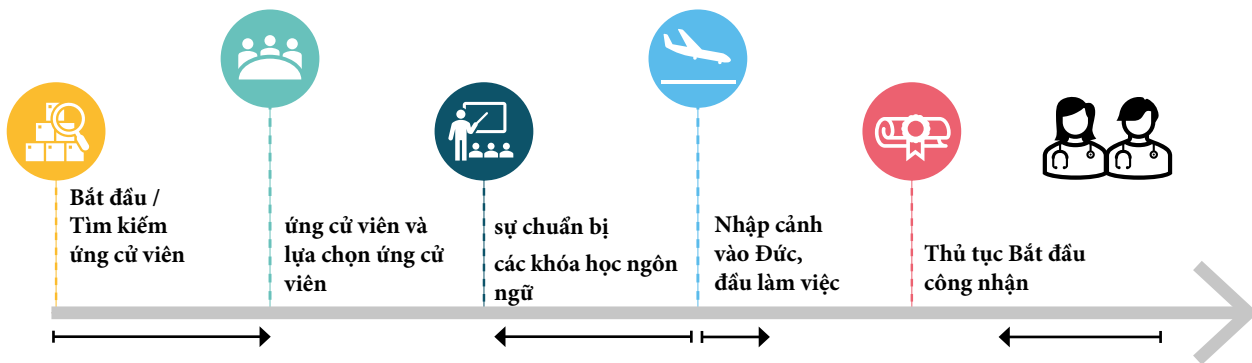 Bắt đầu /
Tìm kiếm
ứng cử viên
ứng cử viên và
lựa chọn ứng cử
viên
sự chuẩn bị
các khóa học ngôn
ngữ
Nhập cảnh
vào Đức,
đầu làm việc
Thủ tục Bắt đầu
công nhận